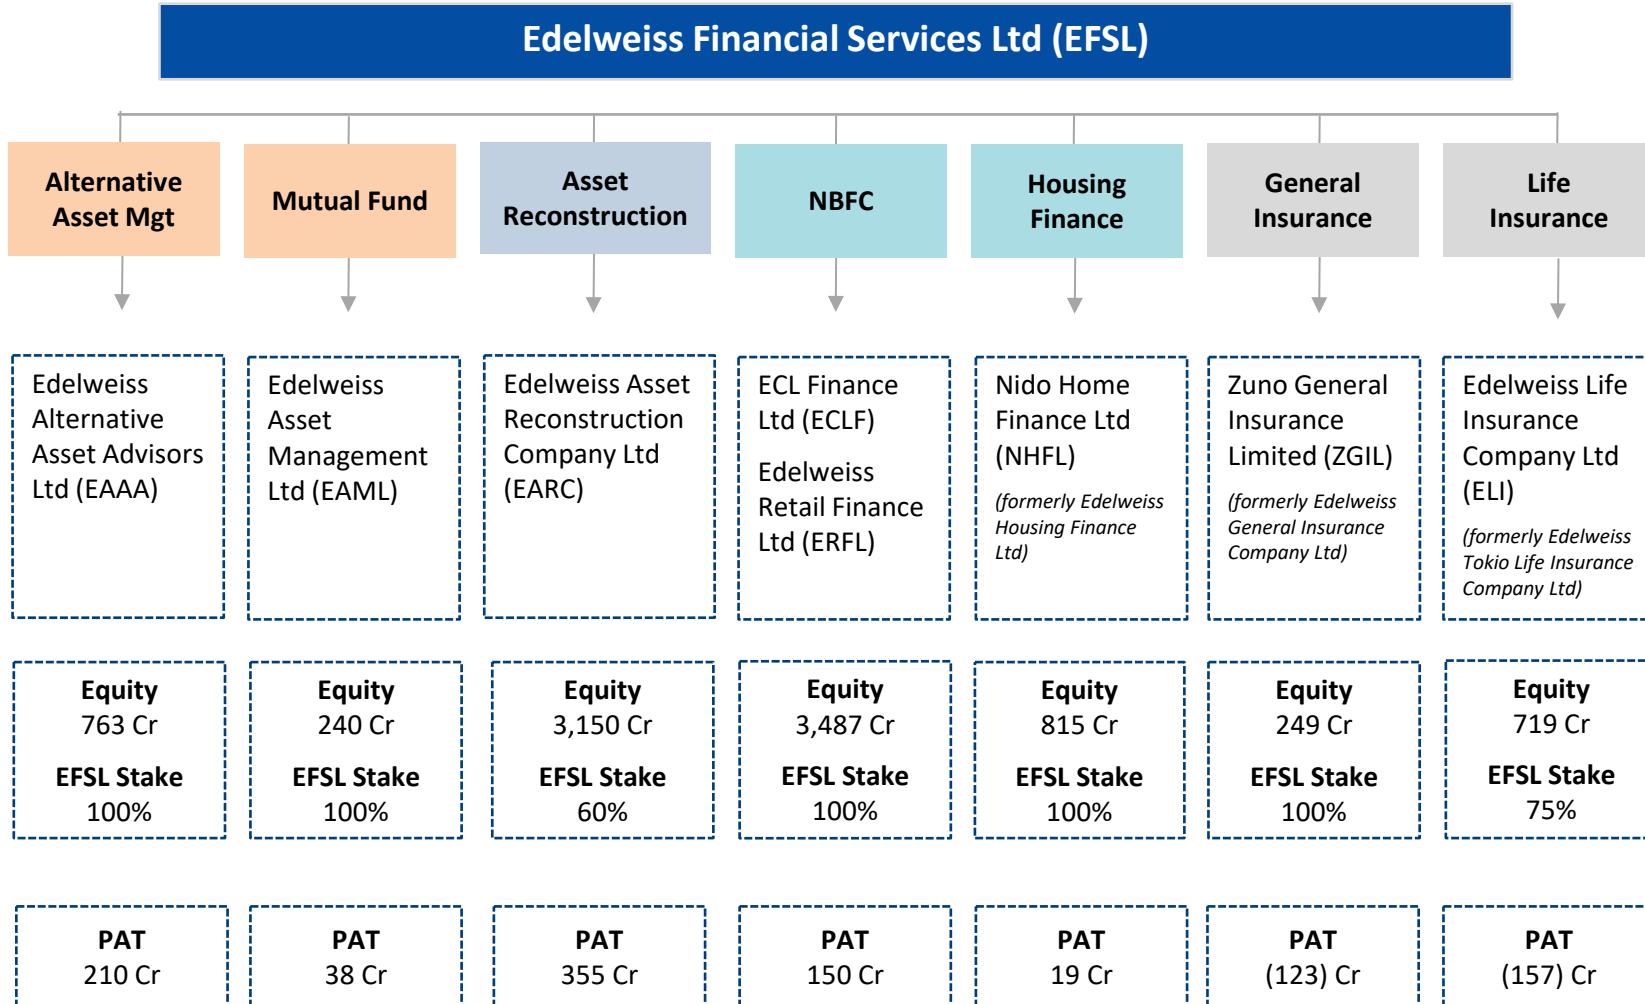 Edelweiss Financial Services Ltd (EFSL)
Alternative
Asset Mgt
Mutual Fund
Asset
Reconstruction
NBFC
Housing
Finance
General
Insurance
Life
Insurance
Edelweiss
Alternative
Asset Advisors
Ltd (EAAA)
Edelweiss
Asset
Management
Ltd (EAML)
Edelweiss Asset
Reconstruction
Company Ltd
(EARC)
ECL Finance
Ltd (ECLF)
Edelweiss
Retail Finance
Ltd (ERFL)
Nido Home
Finance Ltd
(NHFL)
(formerly Edelweiss
Housing Finance
Ltd)
Zuno General
Insurance
Limited (ZGIL)
(formerly Edelweiss
General Insurance
Company Ltd)
Edelweiss Life
Insurance
Company Ltd
(ELI)
(formerly Edelweiss
Tokio Life Insurance
Company Ltd)
Equity
763 Cr
EFSL Stake
100%
Equity
240 Cr
EFSL Stake
100%
Equity
3,150 Cr
EFSL Stake
60%
Equity
3,487 Cr
EFSL Stake
100%
Equity
815 Cr
EFSL Stake
100%
Equity
249 Cr
EFSL Stake
100%
Equity
719 Cr
EFSL Stake
75%
PAT
210 Cr
PAT
38 Cr
PAT
355 Cr
PAT
150 Cr
PAT
19 Cr
PAT
(123) Cr
PAT
(157) Cr